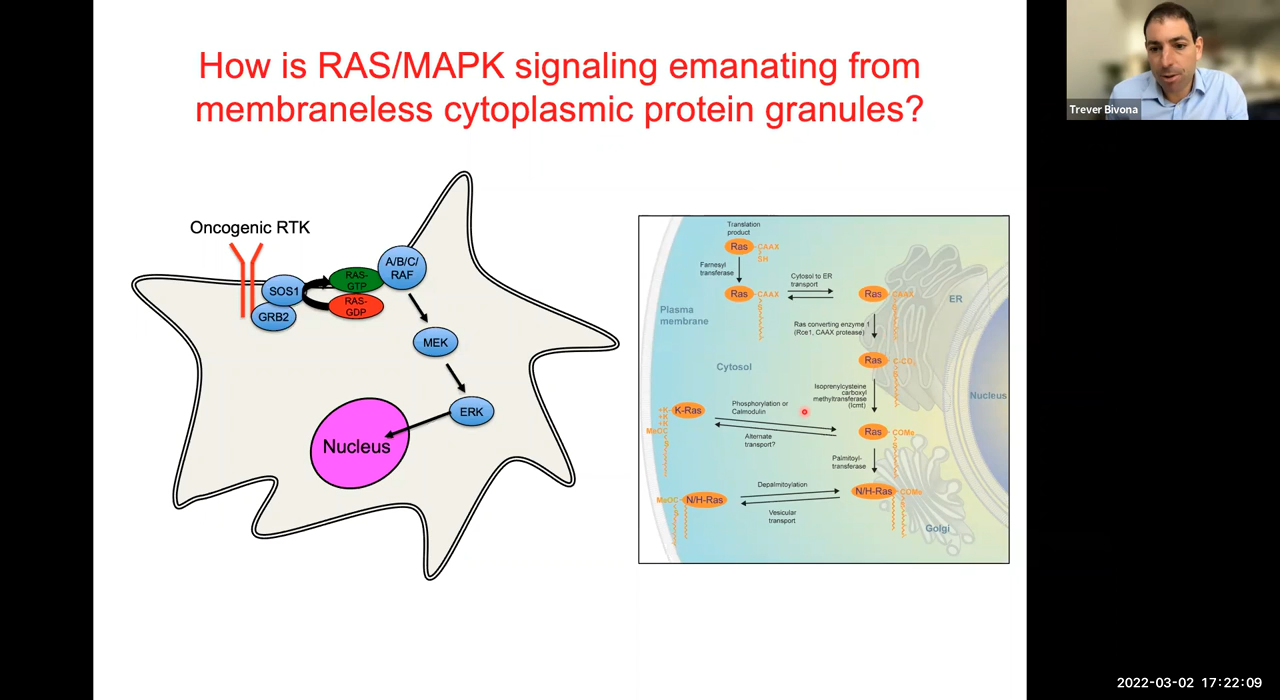 How is RAS/MAPK signaling emanating from
membraneless cytoplasmic protein granules?
Trever Bivona
Oncogenic RTK
SOS1
GRB2
RAS-
GTP
RAS-
GDP
A/B/C/
RAF
MEK
ERK
Nucleus
Translation
product
Ras
CAAX
SH
Farnesyl
transferase
Ras
CAAX
S
Cytosol to ER
transport
Ras
CAAX
S
ER
Plasma
membrane
Ras converting enzyme 1
(Rce1, CAAX protease)
Cytosol
Ras
C-CO₂
S
Isoprenylcysteine
carboxyl
methyltransferase
(Icmt)
Nucleus
K-Ras
+K
+K
+K
MeOC
S
Phosphorylation or
Calmodulin
Alternate
transport?
Ras
COMe
S
Palmitoyl-
transferase
MeOC
N/H-Ras
S
Depalmitoylation
Vesicular
transport
N/H-Ras
COMe
S
Golgi
2022-03-02 17:22:09